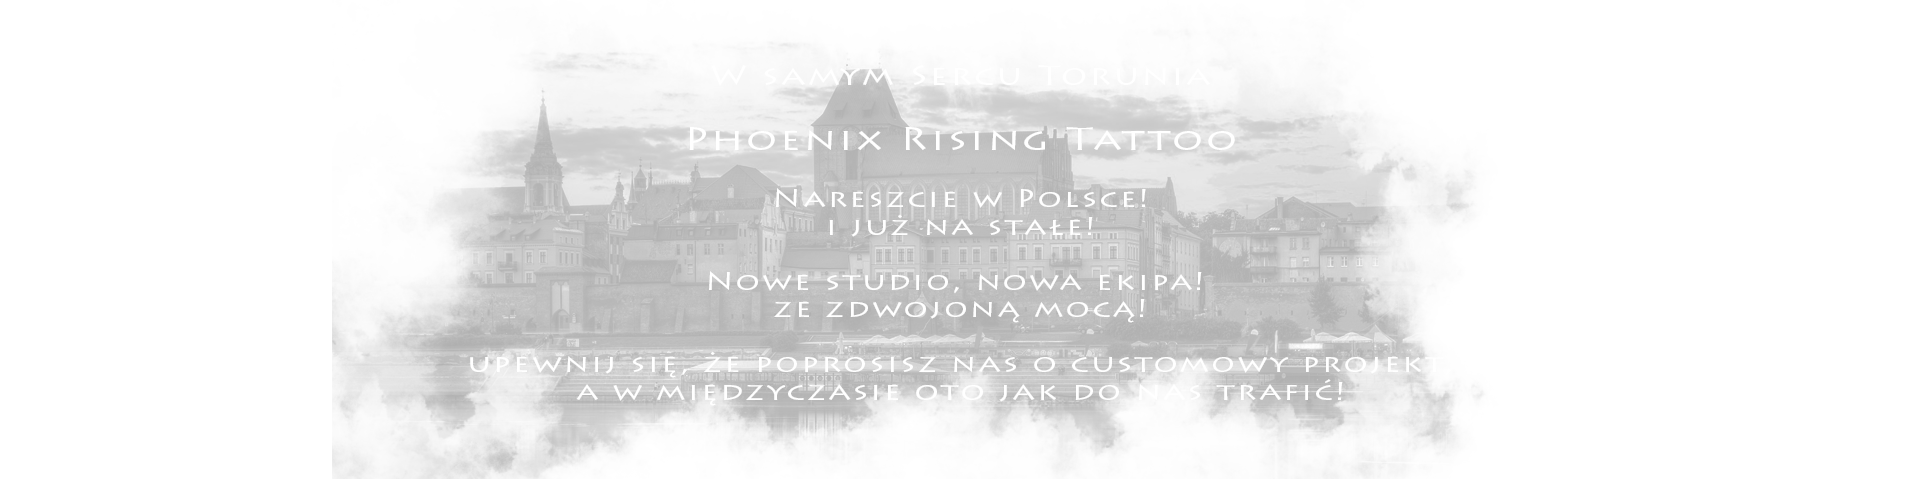 W samym Sercu Torunia
Phoenix Rising Tattoo
Nareszcie w Polsce!
i już na stałe!
Nowe studio, nowa ekipa!
ze zdwojoną mocą!
upewnij się, że poprosisz nas o customowy projekt,
a w międzyczasie oto jak do nas trafić!